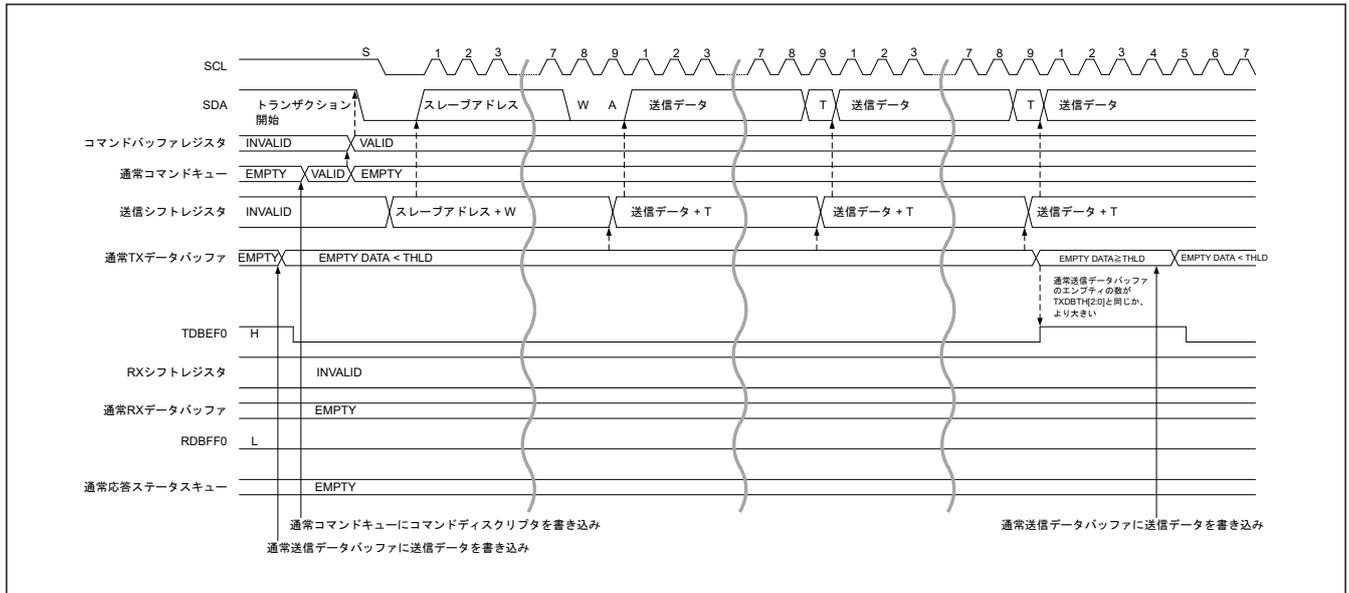 S 1 2 3 7 8 9 1 2 3 7 8 9 1 2 3 7 8 9 1 2 3 4 5 6 7
SCL
SDA トランザクション開始 スレーブアドレス W A 送信データ T 送信データ T 送信データ
コマンドバッファレジスタ INVALID VALID
通常コマンドキュー EMPTY VALID EMPTY
送信シフトレジスタ INVALID スレーブアドレス + W 送信データ + T 送信データ + T 送信データ + T
通常TXデータバッファ EMPTY EMPTY DATA < THLD EMPTY DATA≧THLD EMPTY DATA < THLD
通常送信データバッファ
のエンプティの数が
TXDBTH[2:0]と同じか、
より大きい
TDBEF0 H
RXシフトレジスタ INVALID
通常RXデータバッファ EMPTY
RDBFF0 L
通常応答ステータスキュー EMPTY
通常コマンドキューにコマンドディスクリプタを書き込み 通常送信データバッファに送信データを書き込み
通常送信データバッファに送信データを書き込み